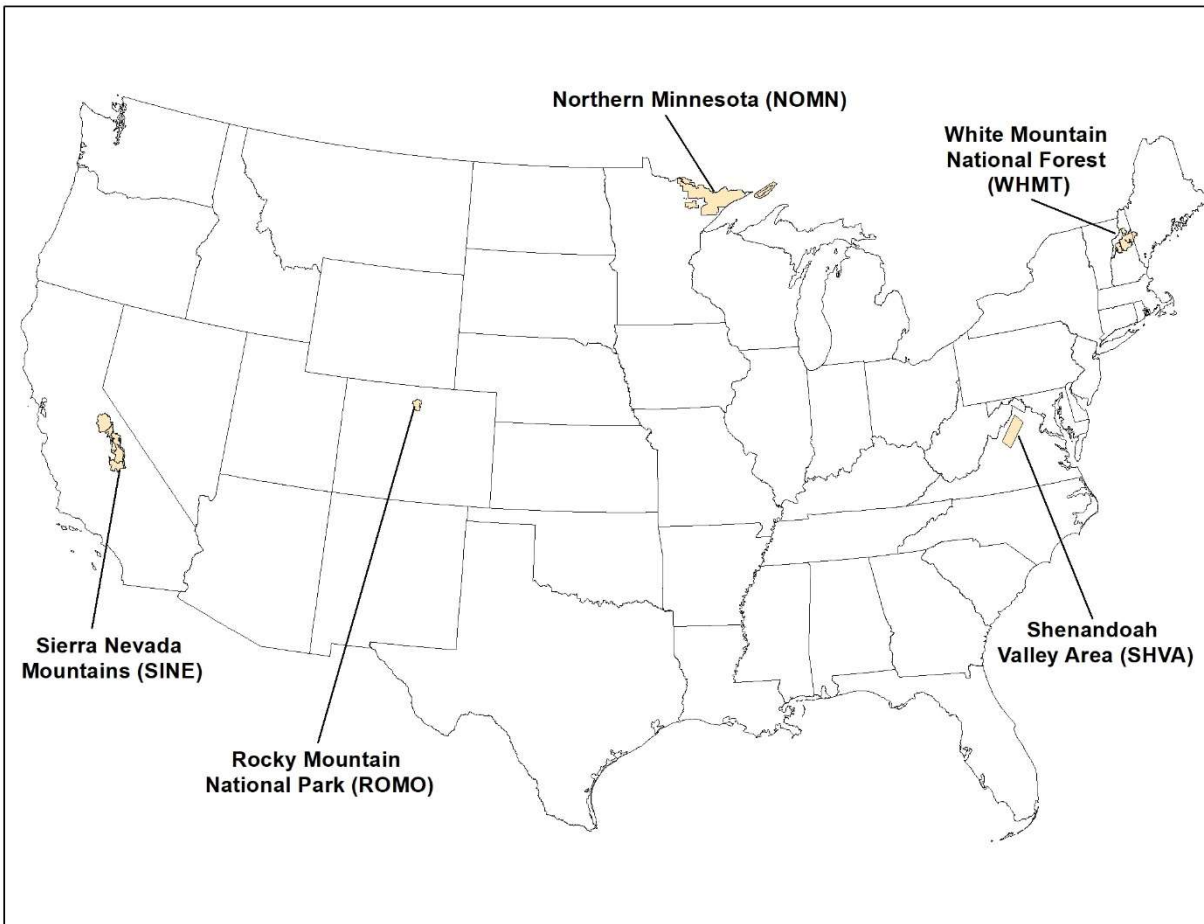 Northern Minnesota (NOMN)
White Mountain
National Forest
(WHMT)
Sierra Nevada
Mountains (SINE)
Shenandoah
Valley Area (SHVA)
Rocky Mountain
National Park (ROMO)